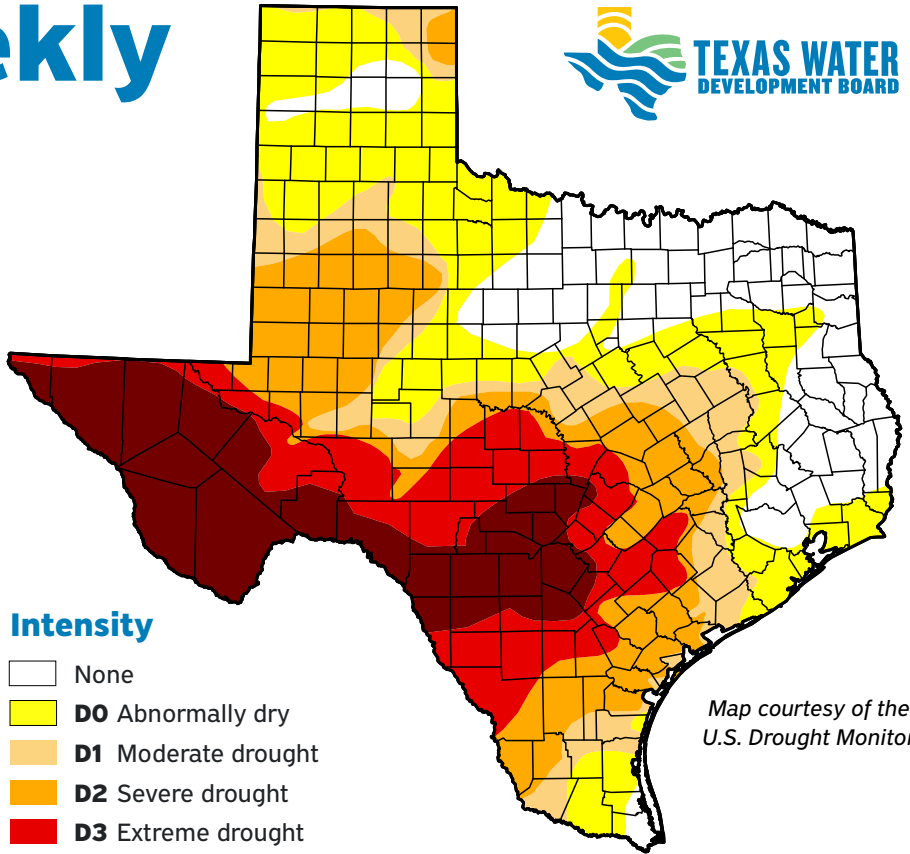 ekly
TEXAS WATER
DEVELOPMENT BOARD
Intensity
None
D0 Abnormally dry
D1 Moderate drought
D2 Severe drought
D3 Extreme drought
Map courtesy of the
U.S. Drought Monitor